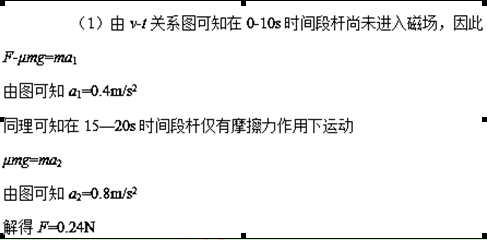 （1）由 v-t 关系图可知在 0-10s 时间段杆尚未进入磁场，因此
F-μmg=ma₁
由图可知 a₁=0.4m/s²
同理可知在 15—20s 时间段杆仅有摩擦力作用下运动
μmg=ma₂
由图可知 a₂=0.8m/s²
解得 F=0.24N